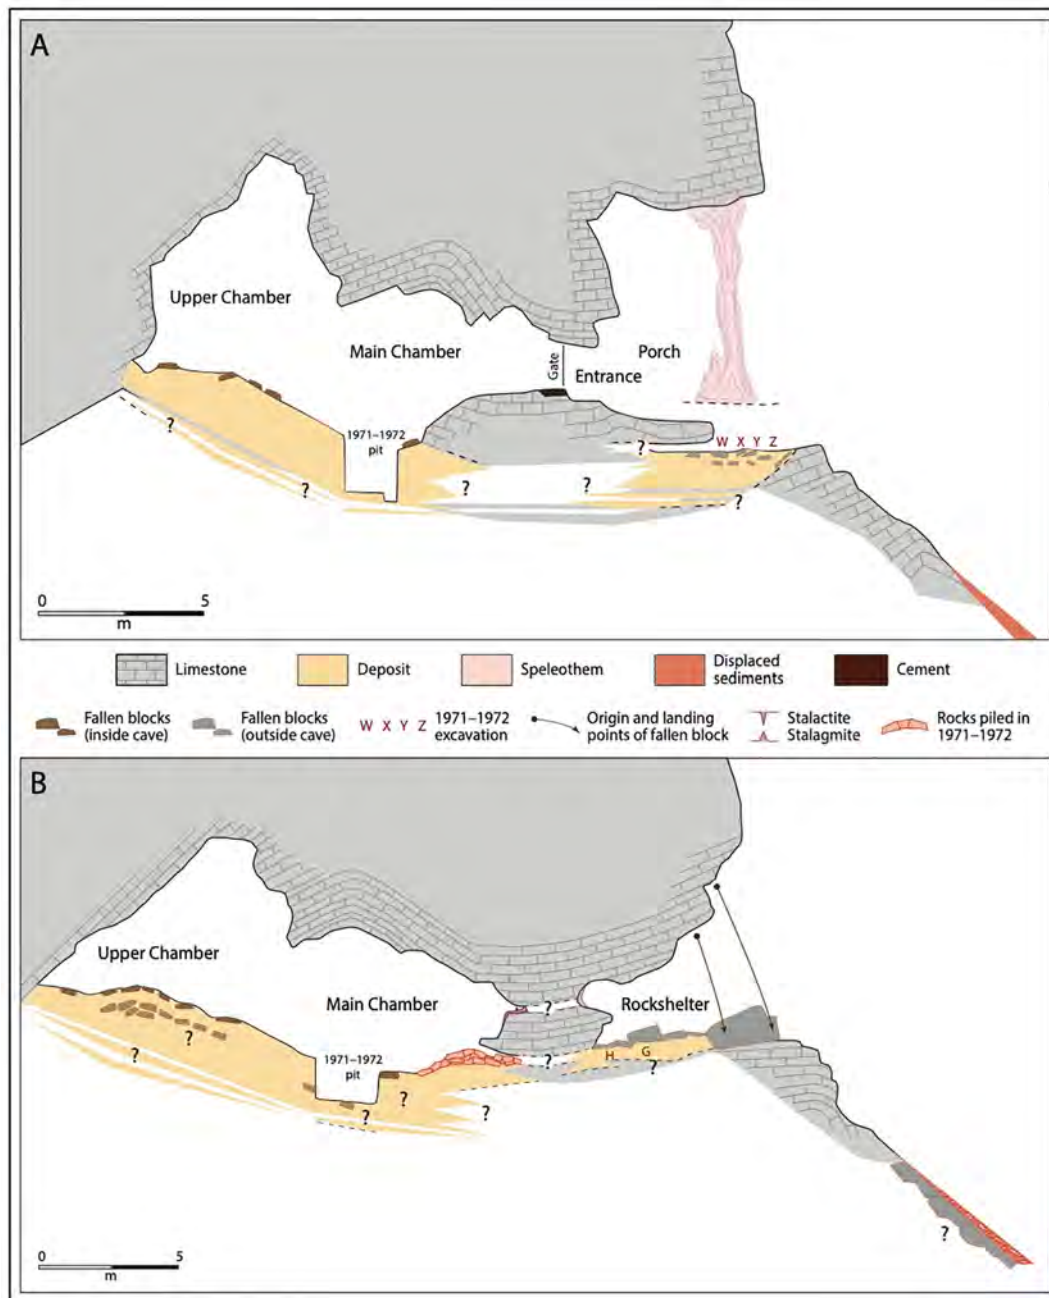 A
Upper Chamber
Main Chamber
Gate
Porch
Entrance
1971–1972
pit
W X Y Z
?
?
?
?
?
?
0 5
m
Limestone
Deposit
Speleothem
Displaced
sediments
Cement
Fallen blocks
(inside cave)
Fallen blocks
(outside cave)
W X Y Z
1971–1972
excavation
Origin and landing
points of fallen block
Stalactite
Stalagmite
Rocks piled in
1971–1972
B
Upper Chamber
Main Chamber
Rockshelter
?
1971–1972
pit
H G
?
?
?
?
?
?
?
?
?
0 5
m